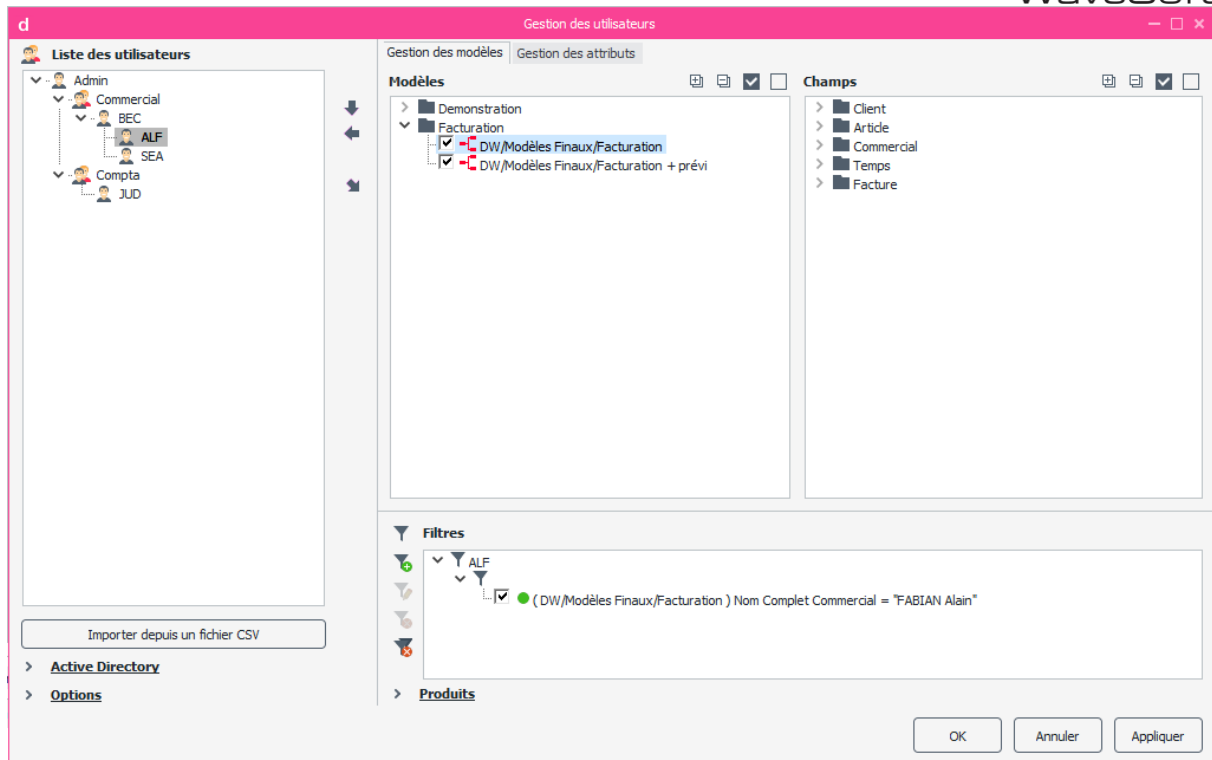 d
Gestion des utilisateurs
Liste des utilisateurs
Admin
Commercial
BEC
ALF
SEA
Compta
JUD
Importer depuis un fichier CSV
Active Directory
Options
Gestion des modèles
Gestion des attributs
Modèles
Demonstration
Facturation
DW/Modèles Finaux/Facturation
DW/Modèles Finaux/Facturation + prévi
Champs
Client
Article
Commercial
Temps
Facture
Filtres
ALF
( DW/Modèles Finaux/Facturation ) Nom Complet Commercial = "FABIAN Alain"
Produits
OK
Annuler
Appliquer